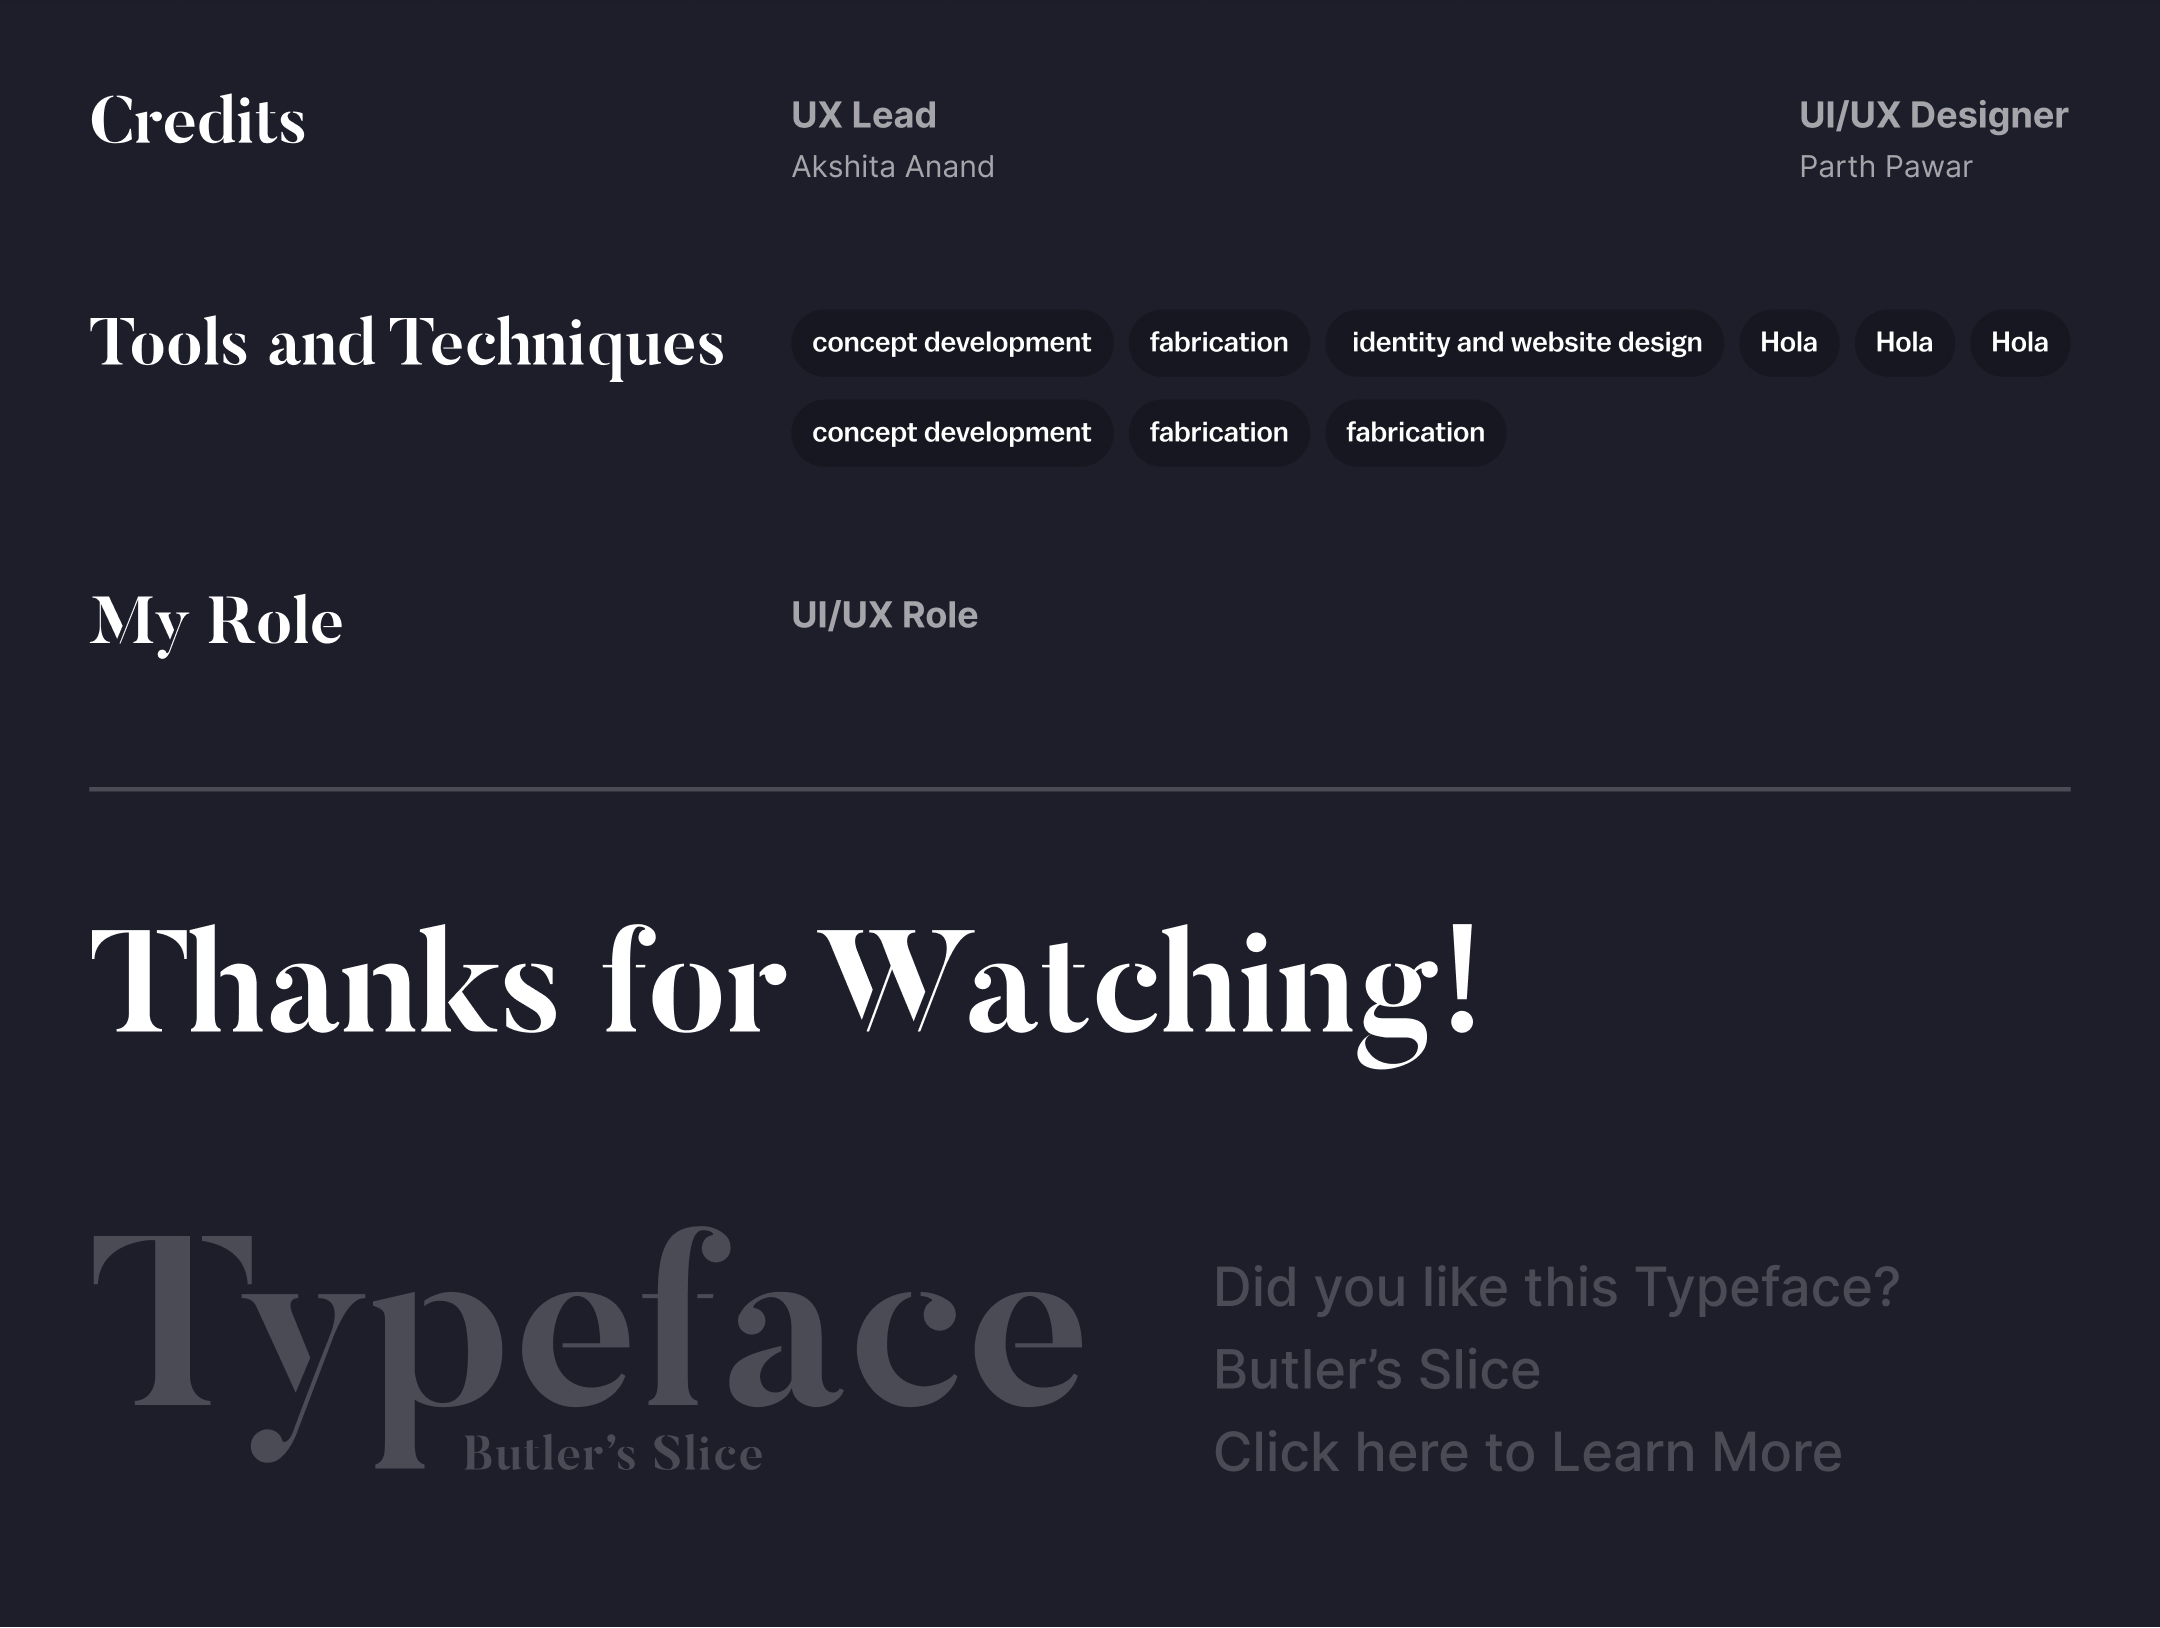 Credits
UX Lead
Akshita Anand
UI/UX Designer
Parth Pawar
Tools and Techniques
concept development fabrication identity and website design Hola Hola Hola
concept development fabrication fabrication
My Role
UI/UX Role
Thanks for Watching!
Typeface
Butler’s Slice
Did you like this Typeface?
Butler’s Slice
Click here to Learn More